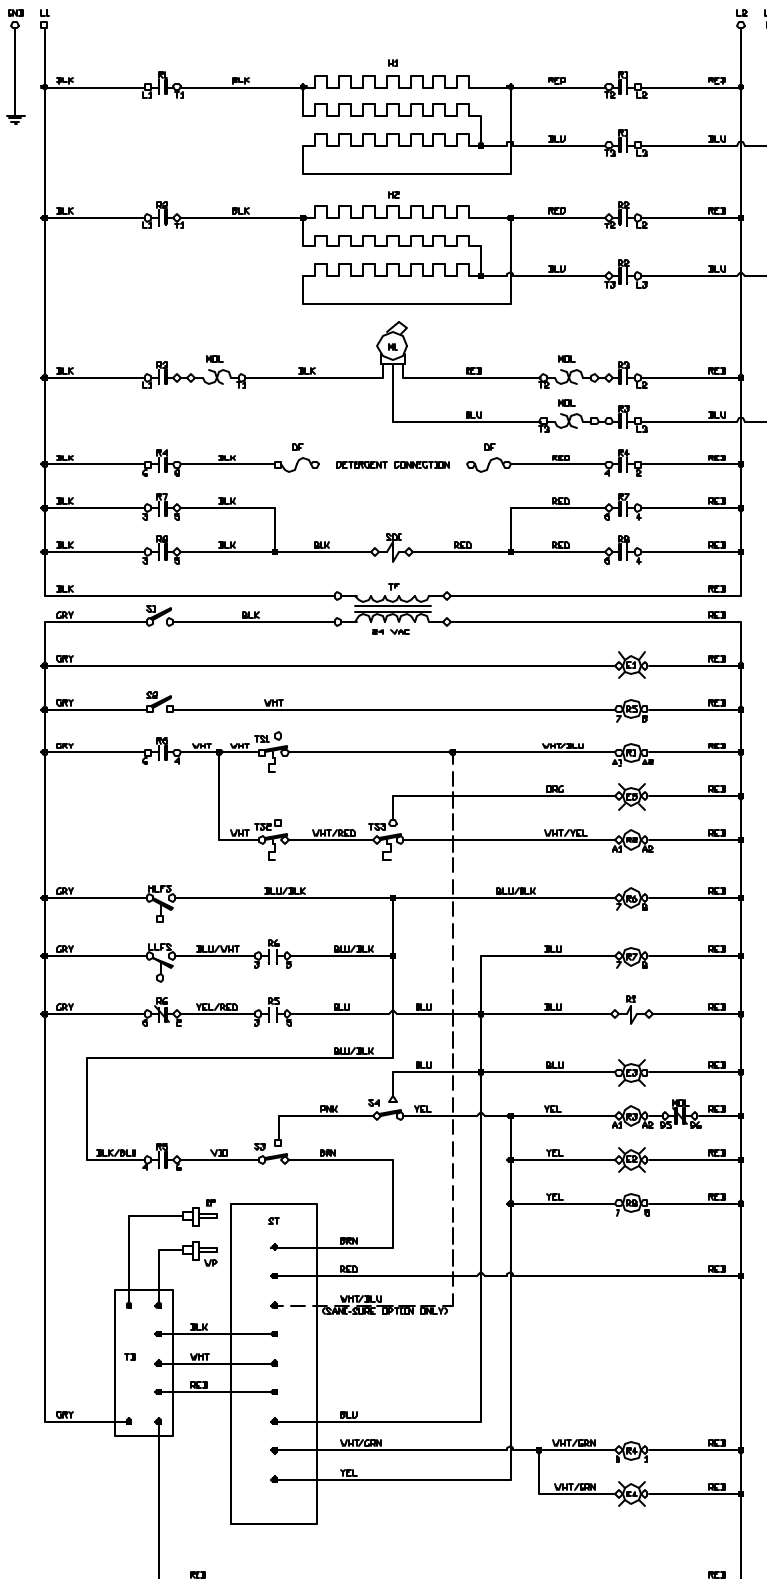 GND L1 L2
H1
BLK R1 BLK RED R1 RED
L1 T1 T2 L2
BLU R1 BLU
T3 L3
H2
BLK R2 BLK RED R2 RED
L1 T1 T2 L2
BLU R2 BLU
T3 L3
M1
BLK R3 MOL BLK RED MOL R3 RED
L1 T1 T2 L2
BLU MOL R3 BLU
T3 L3
BLK R4 BLK DF DETERGENT CONNECTION DF RED R4 RED
6 4 2
BLK R7 BLK RED R7 RED
3 5 6 4
BLK R8 BLK BLK RED RED R8 RED
3 5 6 4
BLK TF RED
GRY S1 BLK RED
24 VAC
GRY E1 RED
GRY S2 WHT R5 RED
7 8
GRY R6 WHT WHT TS1 WHT/BLU R1 RED
6 4 A1 A2
ORG E5 RED
WHT TS2 WHT/RED TS3 WHT/YEL R2 RED
A1 A2
GRY HLFS BLU/BLK BLU/BLK R6 RED
7 8
GRY LLFS BLU/WHT R6 BLU/BLK BLU R7 RED
3 5 7 8
GRY R6 YEL/RED R5 BLU BLU BLU RI RED
3 5
BLU/BLK
BLU BLU E3 RED
PNK S4 YEL YEL R3 MOL RED
A1 A2 95 96
BLK/BLU R5 VIO S3 BRN YEL E2 RED
4 6
YEL R8 RED
7 8
WP
ST
BRN
RED RED
WHT/BLU
(SANI-SURE OPTION ONLY)
BLK
WHT
RED
GRY BLU
WHT/GRN WHT/GRN R4 RED
YEL
WHT/GRN E4 RED
RED RED